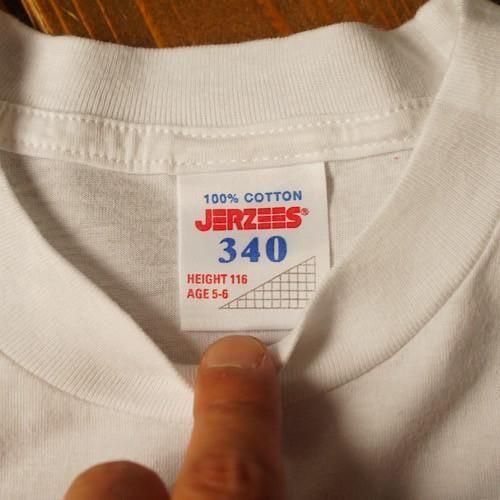 100% COTTON
JERZEES®
340
HEIGHT 116
AGE 5-6